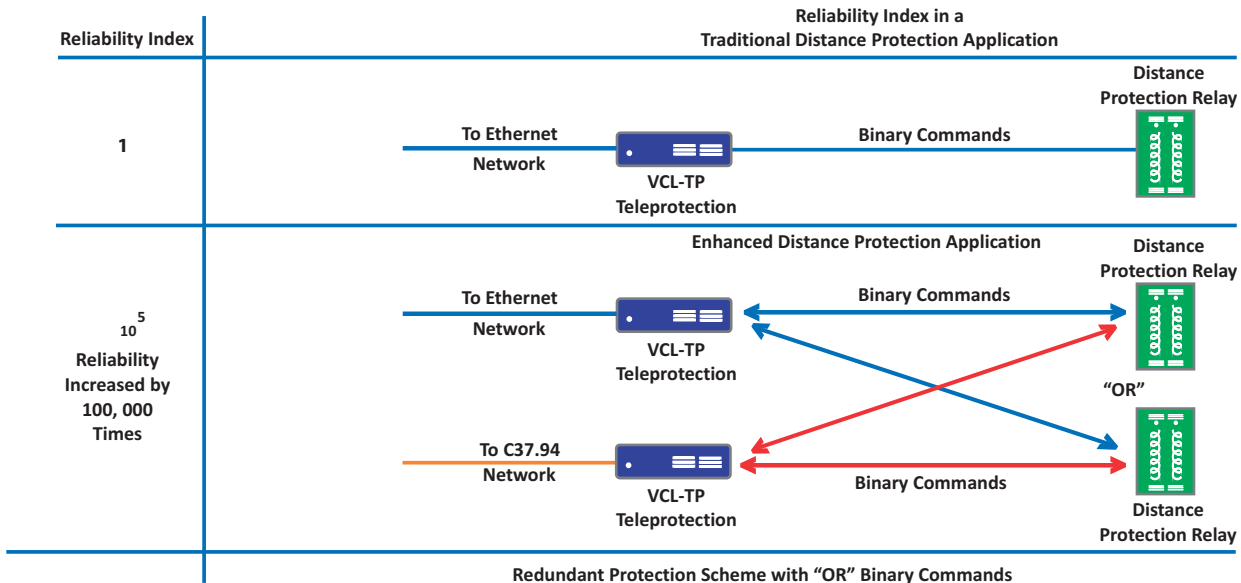 Reliability Index
Reliability Index in a
Traditional Distance Protection Application
1
To Ethernet
Network
VCL-TP
Teleprotection
Binary Commands
Distance
Protection Relay
10^5
Reliability
Increased by
100, 000
Times
Enhanced Distance Protection Application
To Ethernet
Network
VCL-TP
Teleprotection
Binary Commands
Distance
Protection Relay
“OR”
To C37.94
Network
VCL-TP
Teleprotection
Binary Commands
Distance
Protection Relay
Redundant Protection Scheme with “OR” Binary Commands